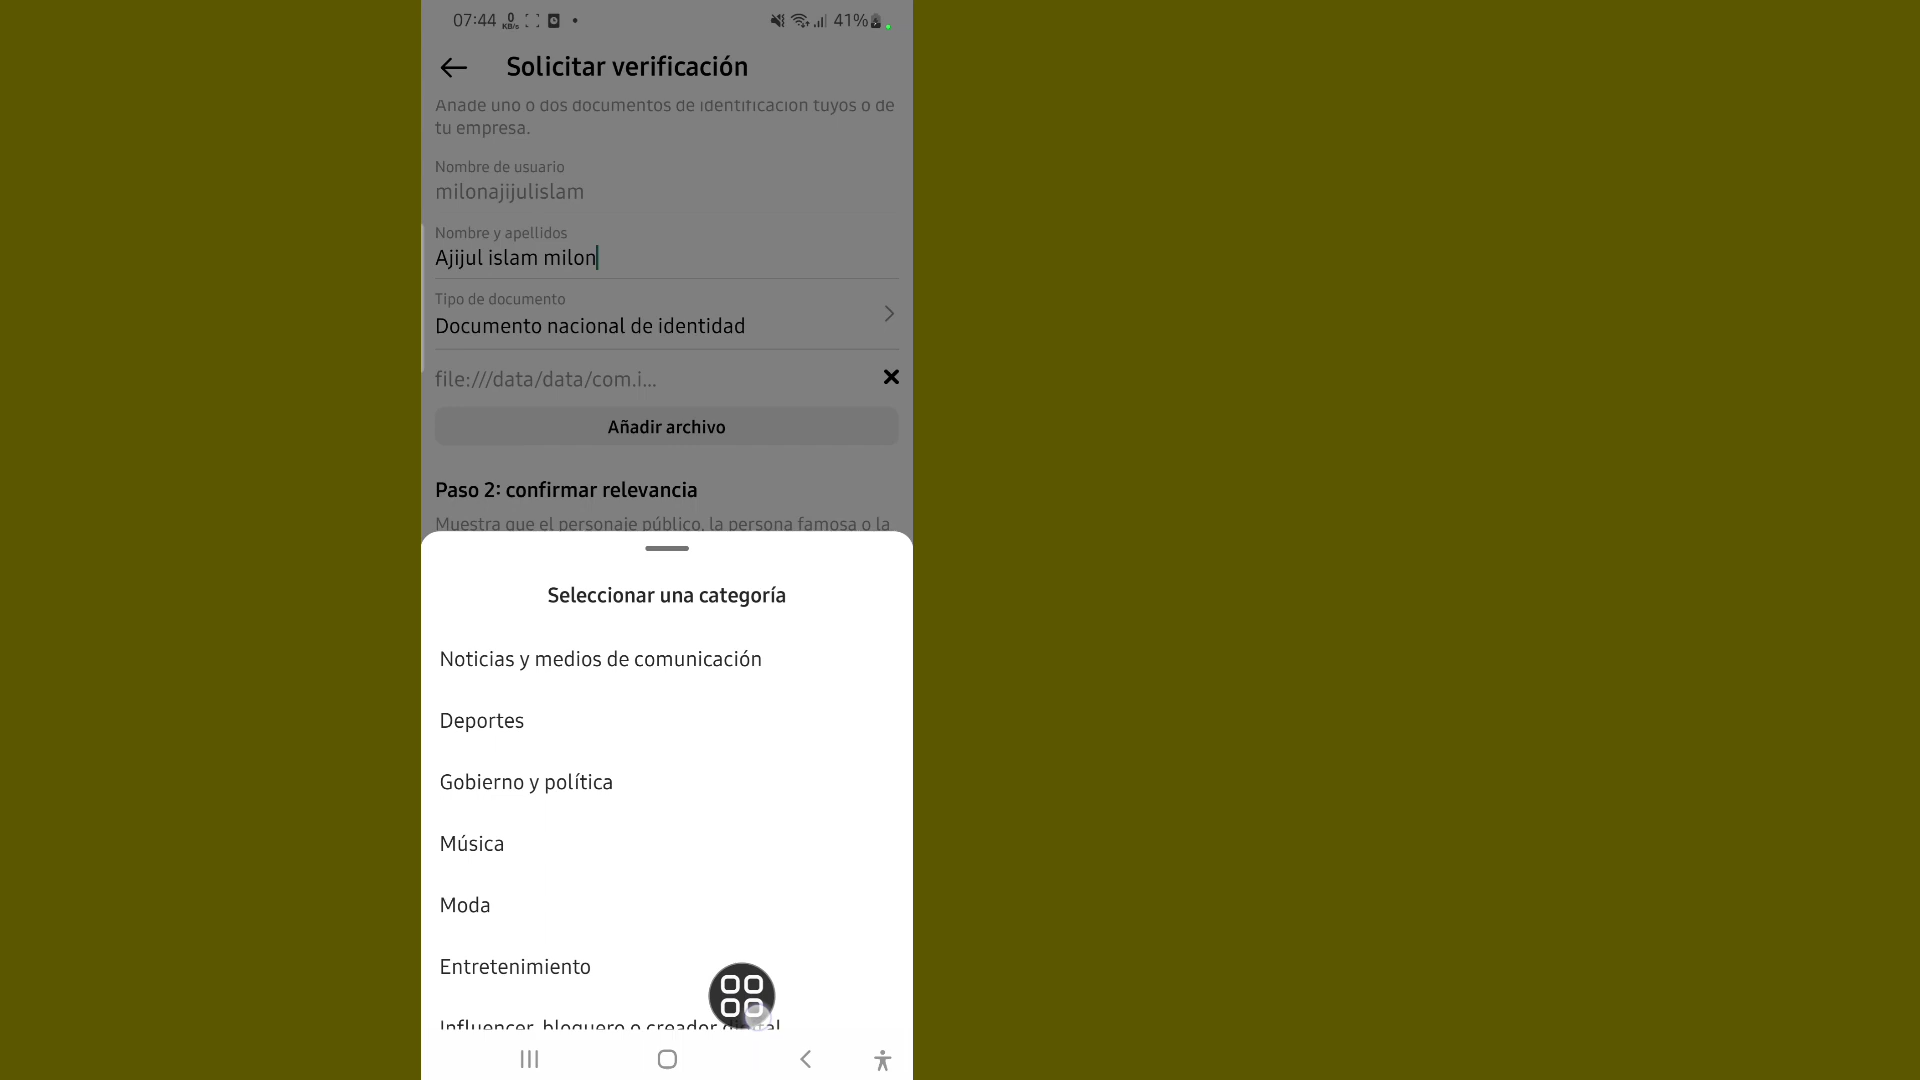 07:44 0 KB/s 41%
Solicitar verificación
Añade uno o dos documentos de identificación tuyos o de
tu empresa.
Nombre de usuario
milonajijulislam
Nombre y apellidos
Ajijul islam milon
Tipo de documento
Documento nacional de identidad
file:///data/data/com.i...
Añadir archivo
Paso 2: confirmar relevancia
Muestra que el personaje público, la persona famosa o la
Seleccionar una categoría
Noticias y medios de comunicación
Deportes
Gobierno y política
Música
Moda
Entretenimiento
Influencer, bloguero o creador digital